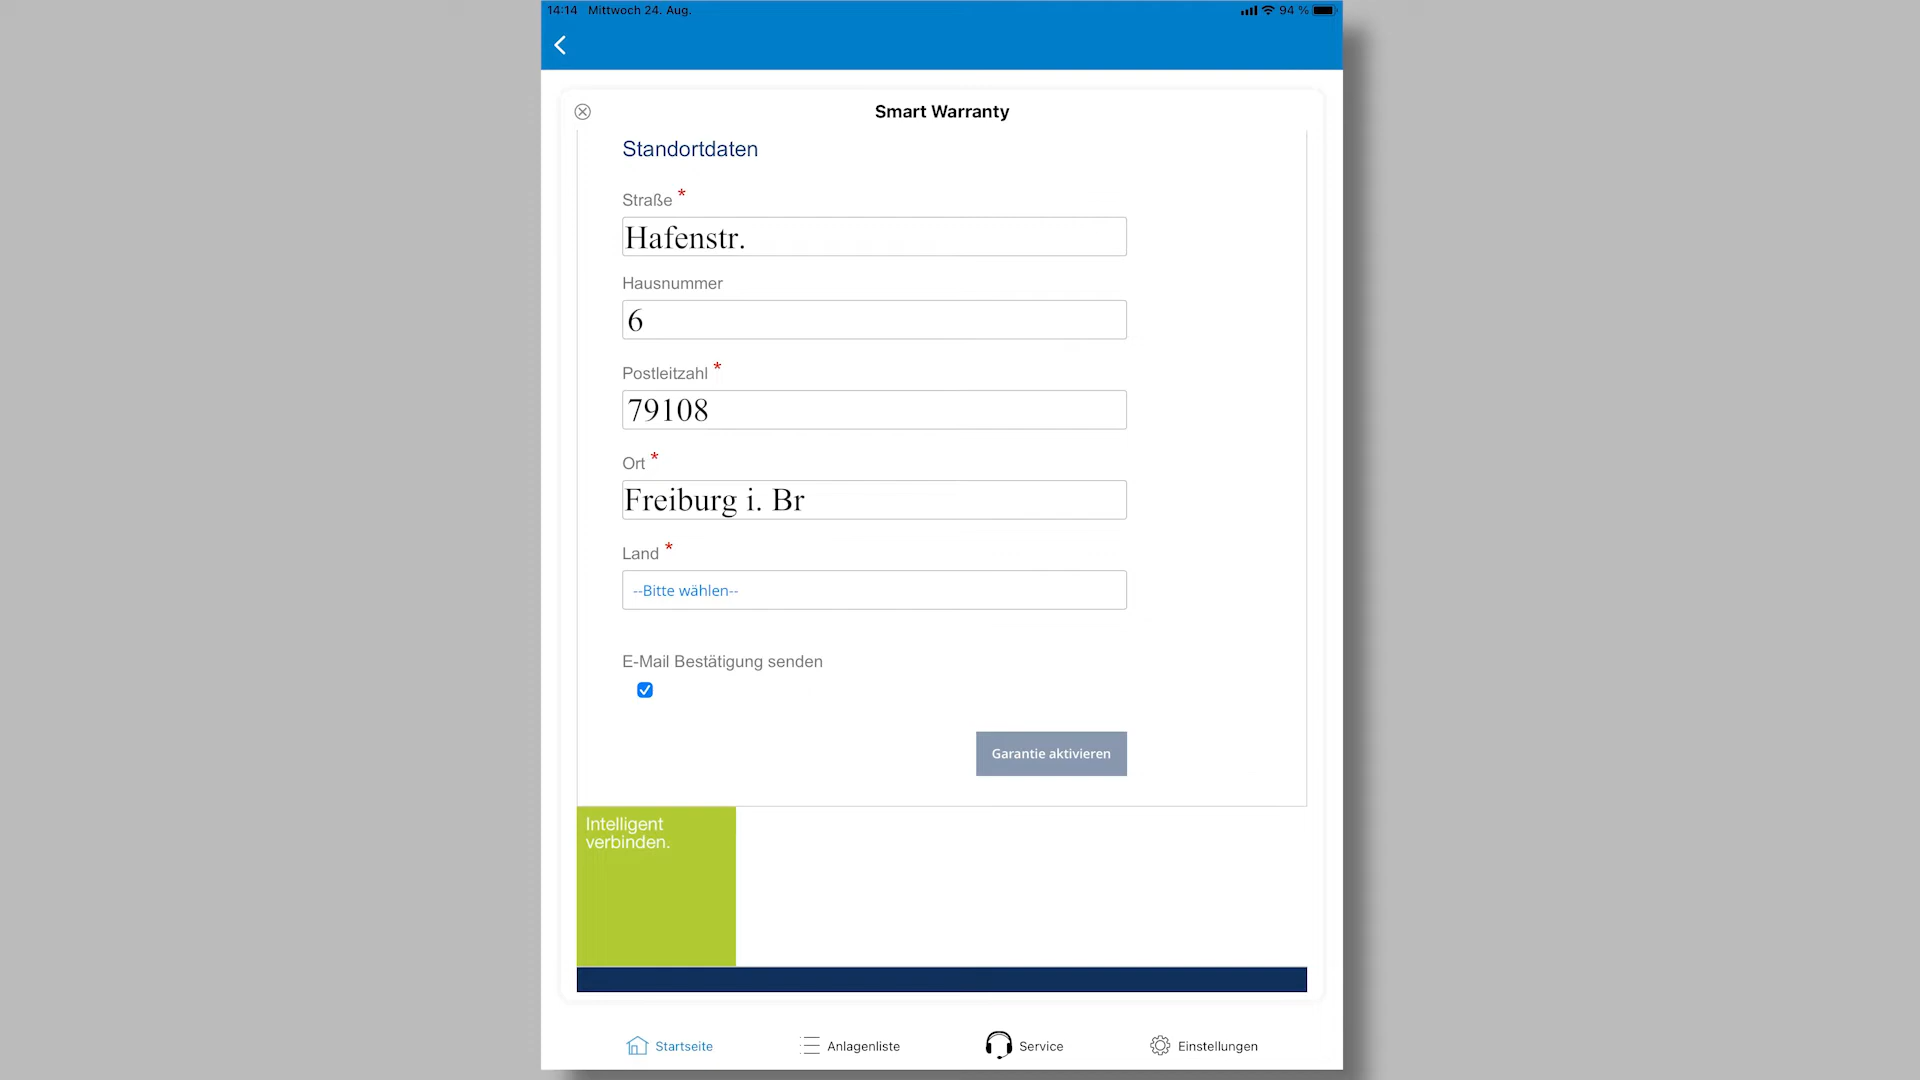 14:14 Mittwoch 24. Aug.
94 %
Smart Warranty
Standortdaten
Straße *
Hafenstr.
Hausnummer
6
Postleitzahl *
79108
Ort *
Freiburg i. Br
Land *
--Bitte wählen--
E-Mail Bestätigung senden
Garantie aktivieren
Intelligent
verbinden.
Startseite
Anlagenliste
Service
Einstellungen